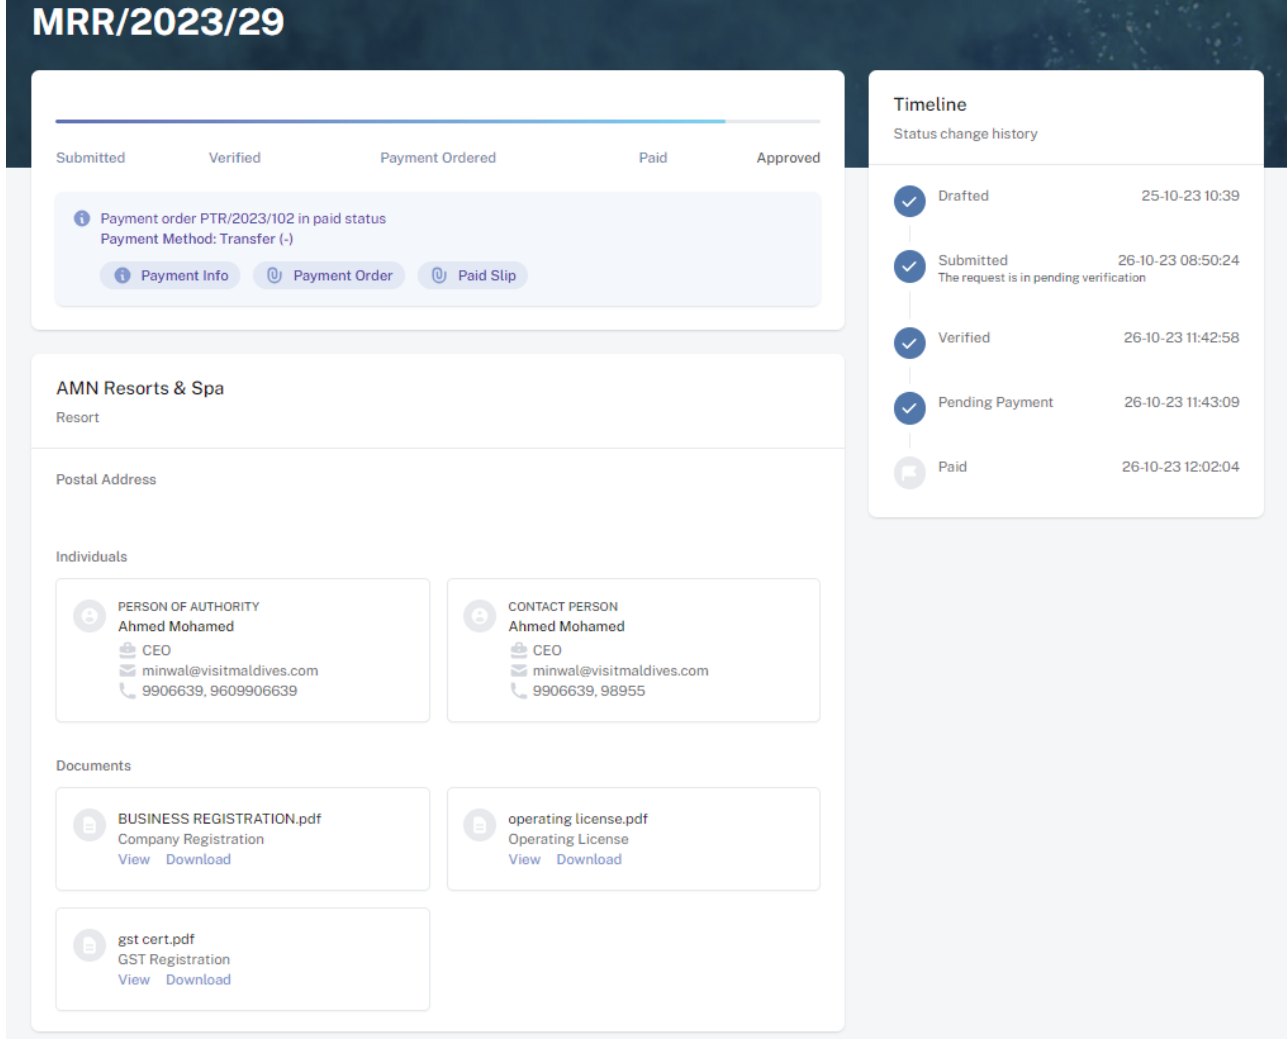 MRR/2023/29
Submitted Verified Payment Ordered Paid Approved
Payment order PTR/2023/102 in paid status
Payment Method: Transfer (-)
Payment Info Payment Order Paid Slip
AMN Resorts & Spa
Resort
Postal Address
Individuals
PERSON OF AUTHORITY
Ahmed Mohamed
CEO
minwal@visitmaldives.com
9906639, 9609906639
CONTACT PERSON
Ahmed Mohamed
CEO
minwal@visitmaldives.com
9906639, 98955
Documents
BUSINESS REGISTRATION.pdf
Company Registration
View Download
operating license.pdf
Operating License
View Download
gst cert.pdf
GST Registration
View Download
Timeline
Status change history
Drafted 25-10-23 10:39
Submitted 26-10-23 08:50:24
The request is in pending verification
Verified 26-10-23 11:42:58
Pending Payment 26-10-23 11:43:09
Paid 26-10-23 12:02:04